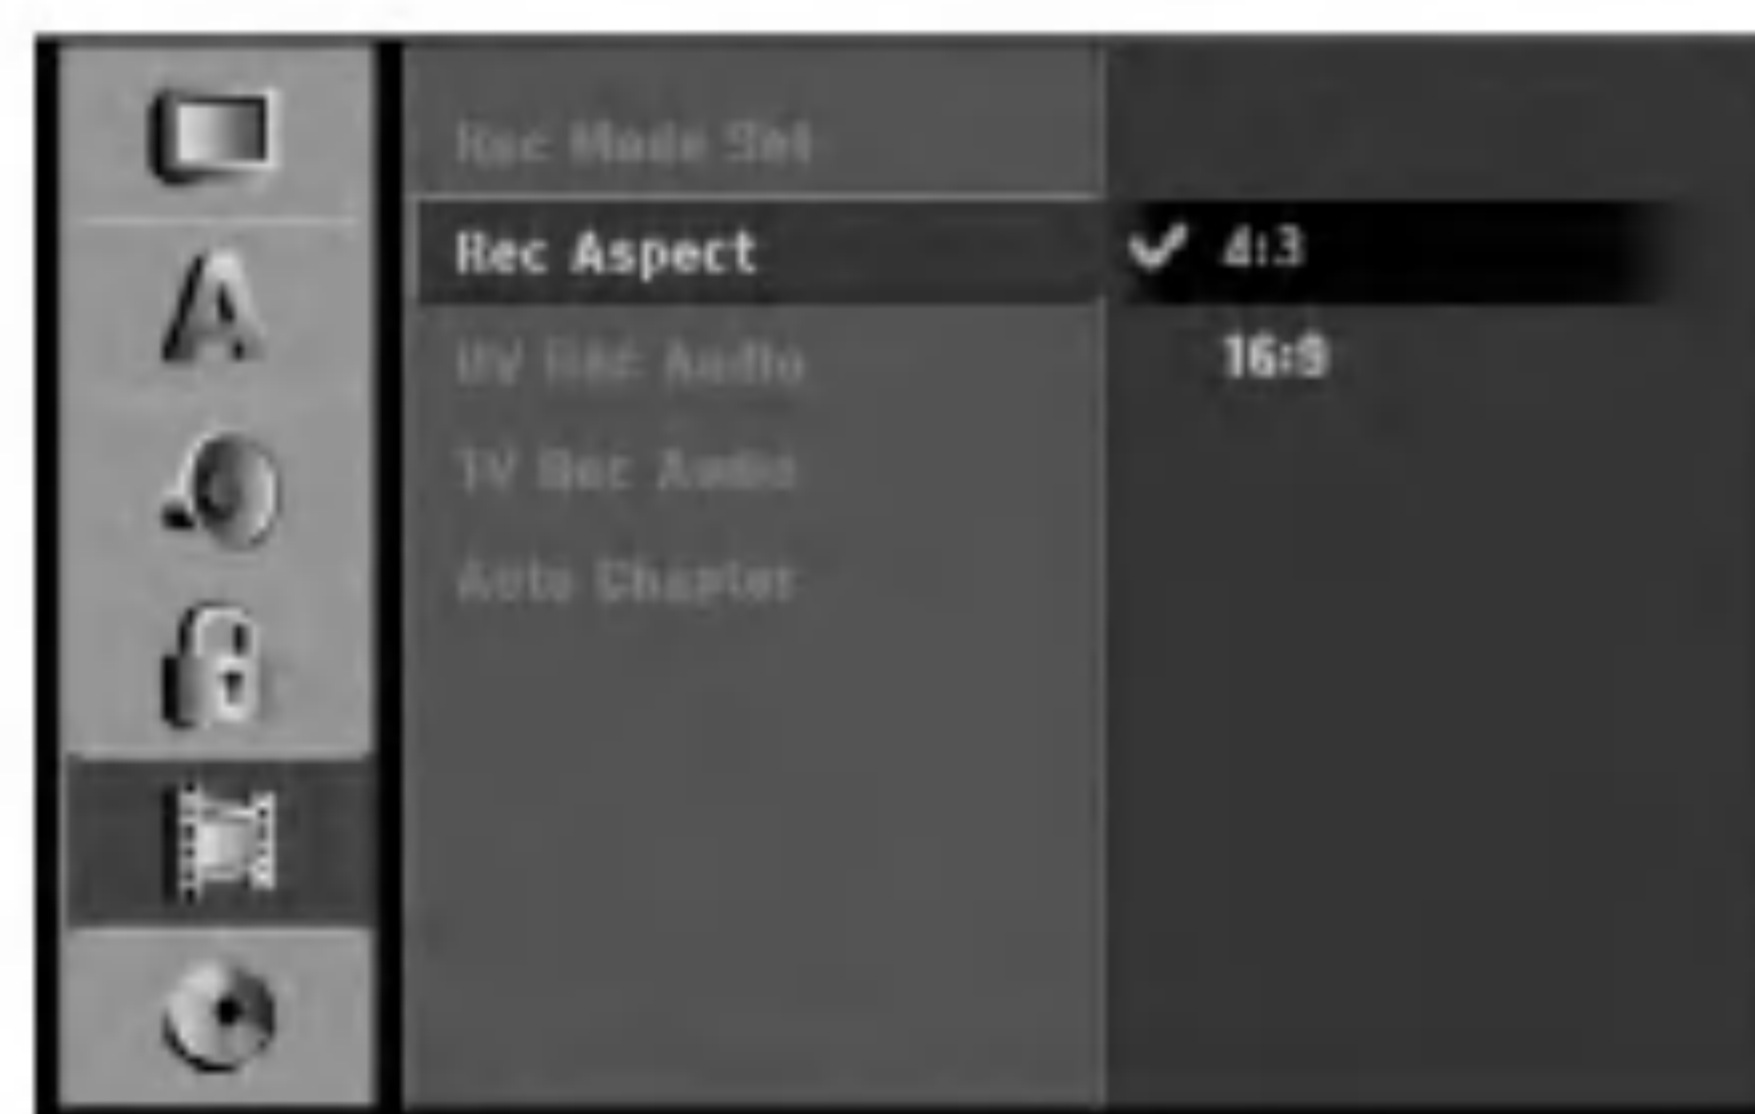 Rec Mode Set
Rec Aspect
✔ 4:3
16:9
DV Rec Audio
TV Rec Audio
Auto Chapter